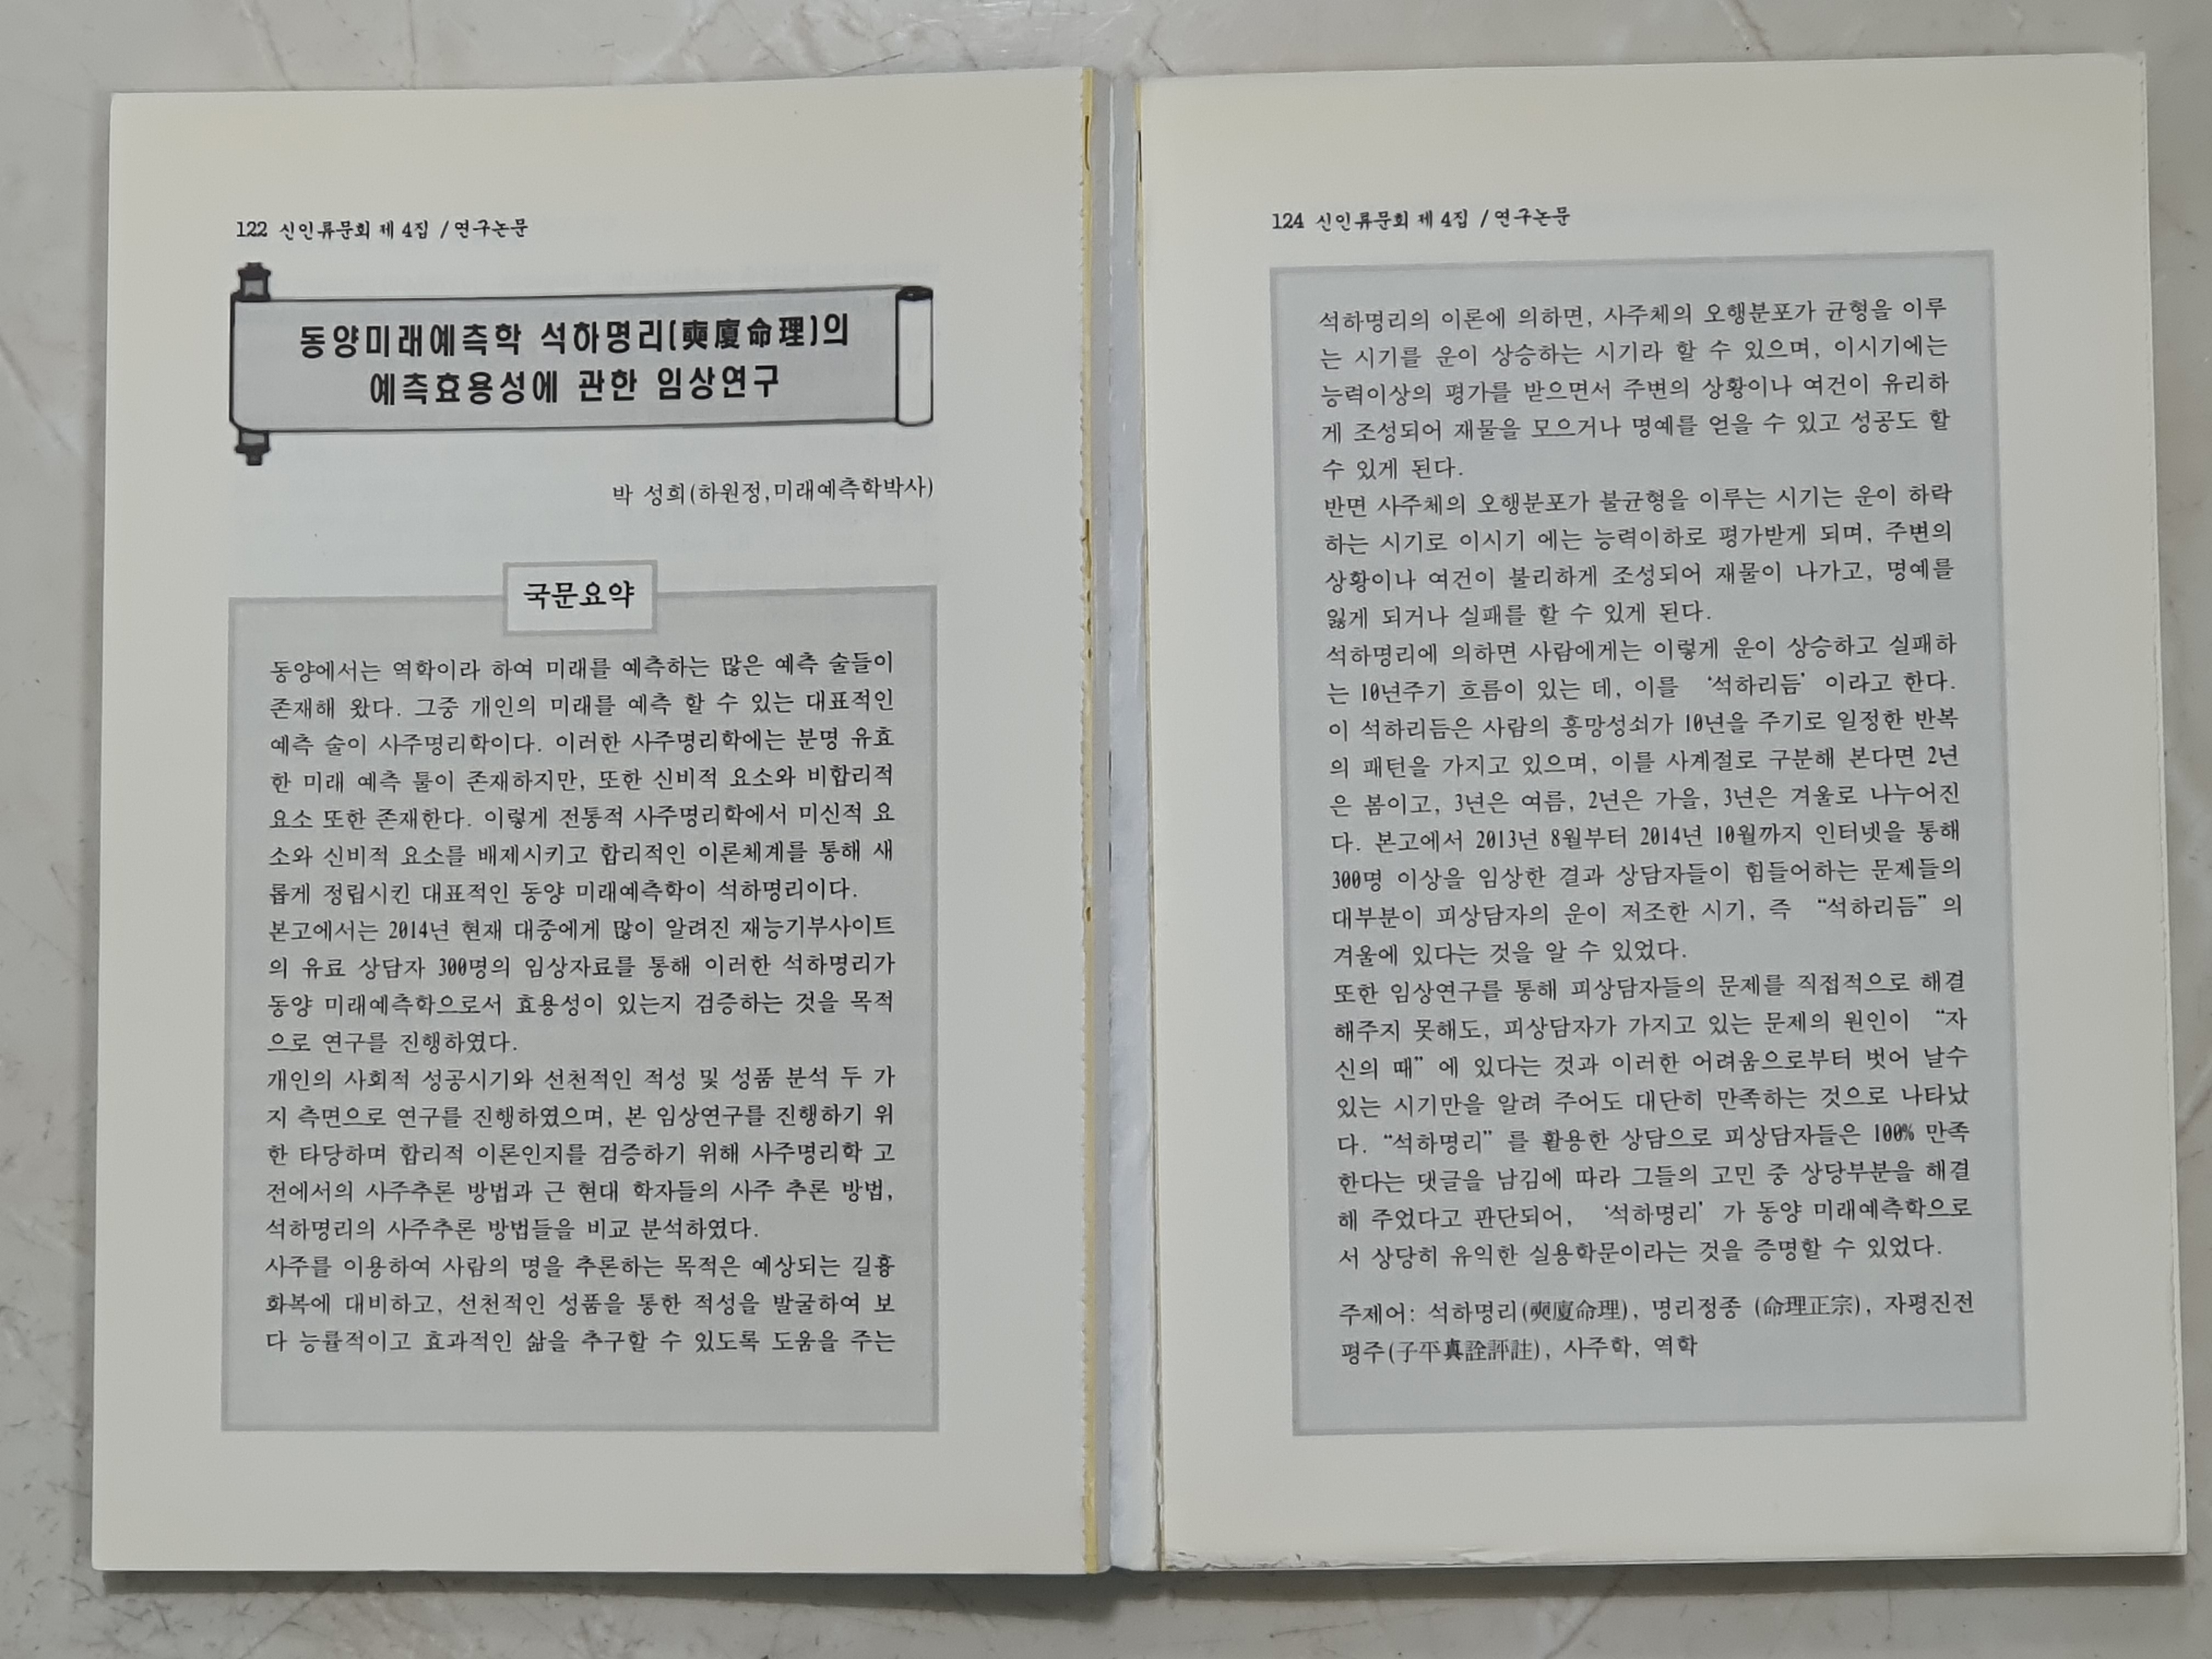 122 신인류문회 제 4집 /연구논문
동양미래예측학 석하명리(奭廈命理)의
예측효용성에 관한 임상연구
박 성희(하원정,미래예측학박사)
국문요약
동양에서는 역학이라 하여 미래를 예측하는 많은 예측 술들이
존재해 왔다. 그중 개인의 미래를 예측 할 수 있는 대표적인
예측 술이 사주명리학이다. 이러한 사주명리학에는 분명 유효
한 미래 예측 툴이 존재하지만, 또한 신비적 요소와 비합리적
요소 또한 존재한다. 이렇게 전통적 사주명리학에서 미신적 요
소와 신비적 요소를 배제시키고 합리적인 이론체계를 통해 새
롭게 정립시킨 대표적인 동양 미래예측학이 석하명리이다.
본고에서는 2014년 현재 대중에게 많이 알려진 재능기부사이트
의 유료 상담자 300명의 임상자료를 통해 이러한 석하명리가
동양 미래예측학으로서 효용성이 있는지 검증하는 것을 목적
으로 연구를 진행하였다.
개인의 사회적 성공시기와 선천적인 적성 및 성품 분석 두 가
지 측면으로 연구를 진행하였으며, 본 임상연구를 진행하기 위
한 타당하며 합리적 이론인지를 검증하기 위해 사주명리학 고
전에서의 사주추론 방법과 근 현대 학자들의 사주 추론 방법,
석하명리의 사주추론 방법들을 비교 분석하였다.
사주를 이용하여 사람의 명을 추론하는 목적은 예상되는 길흉
화복에 대비하고, 선천적인 성품을 통한 적성을 발굴하여 보
다 능률적이고 효과적인 삶을 추구할 수 있도록 도움을 주는
124 신인류문회 제 4집 /연구논문
석하명리의 이론에 의하면, 사주체의 오행분포가 균형을 이루
는 시기를 운이 상승하는 시기라 할 수 있으며, 이시기에는
능력이상의 평가를 받으면서 주변의 상황이나 여건이 유리하
게 조성되어 재물을 모으거나 명예를 얻을 수 있고 성공도 할
수 있게 된다.
반면 사주체의 오행분포가 불균형을 이루는 시기는 운이 하락
하는 시기로 이시기 에는 능력이하로 평가받게 되며, 주변의
상황이나 여건이 불리하게 조성되어 재물이 나가고, 명예를
잃게 되거나 실패를 할 수 있게 된다.
석하명리에 의하면 사람에게는 이렇게 운이 상승하고 실패하
는 10년주기 흐름이 있는 데, 이를 ‘석하리듬’ 이라고 한다.
이 석하리듬은 사람의 흥망성쇠가 10년을 주기로 일정한 반복
의 패턴을 가지고 있으며, 이를 사계절로 구분해 본다면 2년
은 봄이고, 3년은 여름, 2년은 가을, 3년은 겨울로 나누어진
다. 본고에서 2013년 8월부터 2014년 10월까지 인터넷을 통해
300명 이상을 임상한 결과 상담자들이 힘들어하는 문제들의
대부분이 피상담자의 운이 저조한 시기, 즉 “석하리듬” 의
겨울에 있다는 것을 알 수 있었다.
또한 임상연구를 통해 피상담자들의 문제를 직접적으로 해결
해주지 못해도, 피상담자가 가지고 있는 문제의 원인이 “자
신의 때” 에 있다는 것과 이러한 어려움으로부터 벗어 날수
있는 시기만을 알려 주어도 대단히 만족하는 것으로 나타났
다. “석하명리” 를 활용한 상담으로 피상담자들은 100% 만족
한다는 댓글을 남김에 따라 그들의 고민 중 상당부분을 해결
해 주었다고 판단되어, ‘석하명리’ 가 동양 미래예측학으로
서 상당히 유익한 실용학문이라는 것을 증명할 수 있었다.
주제어: 석하명리(奭廈命理), 명리정종 (命理正宗), 자평진전
평주(子平真詮評註), 사주학, 역학